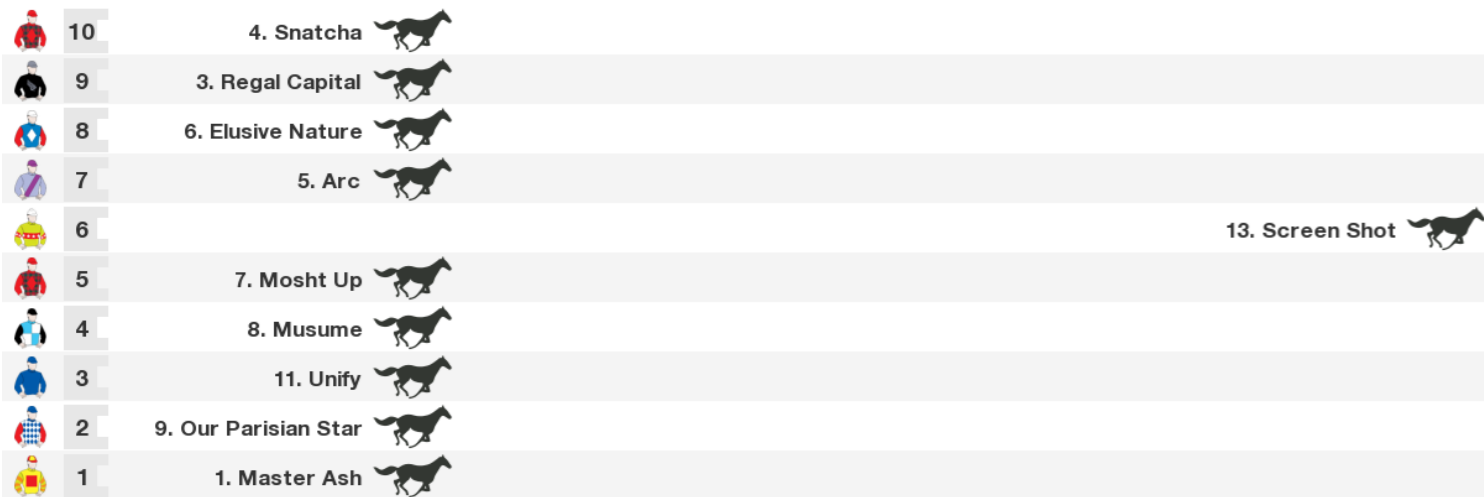 10 4. Snatcha
9 3. Regal Capital
8 6. Elusive Nature
7 5. Arc
6 13. Screen Shot
5 7. Mosht Up
4 8. Musume
3 11. Unify
2 9. Our Parisian Star
1 1. Master Ash